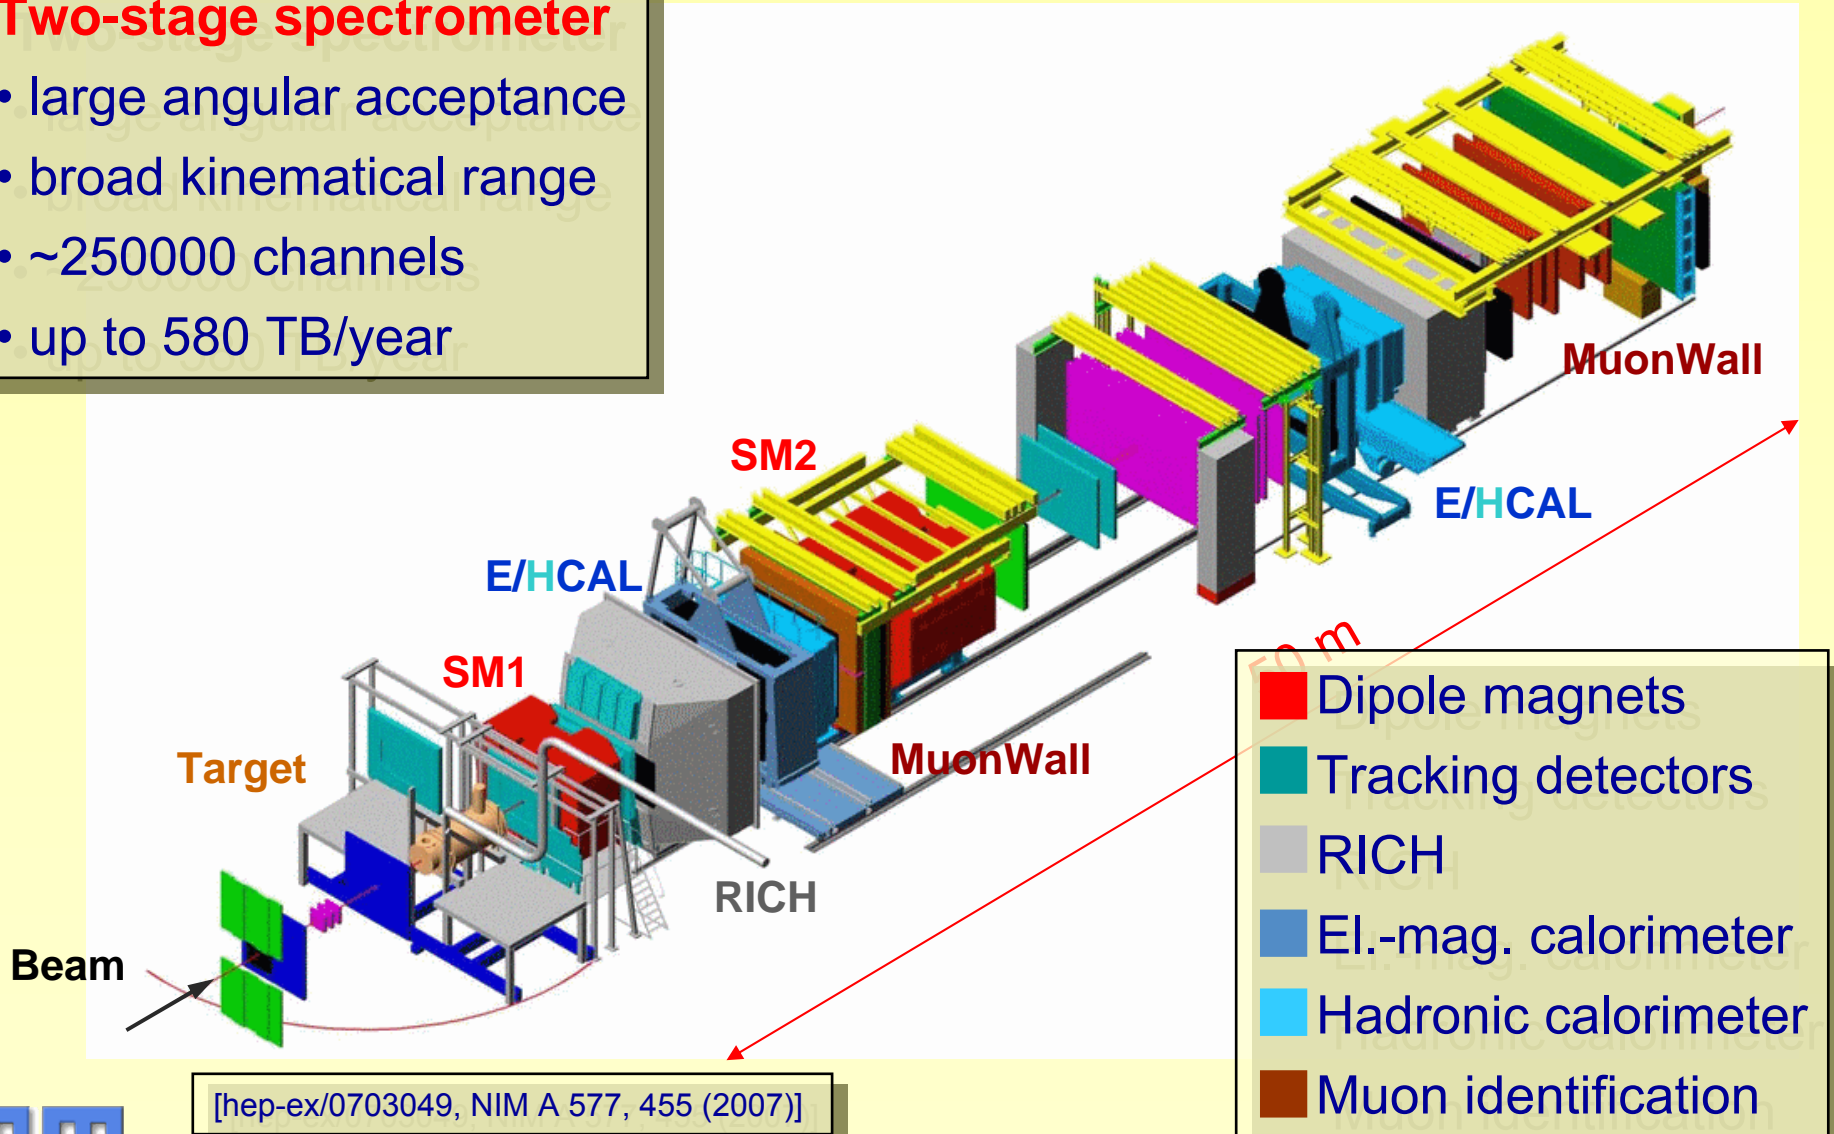 Two-stage spectrometer
• large angular acceptance
• broad kinematical range
• ~250000 channels
• up to 580 TB/year
MuonWall
SM2
E/HCAL
E/HCAL
SM1
50 m
Target
MuonWall
RICH
Beam
Dipole magnets
Tracking detectors
RICH
El.-mag. calorimeter
Hadronic calorimeter
Muon identification
[hep-ex/0703049, NIM A 577, 455 (2007)]